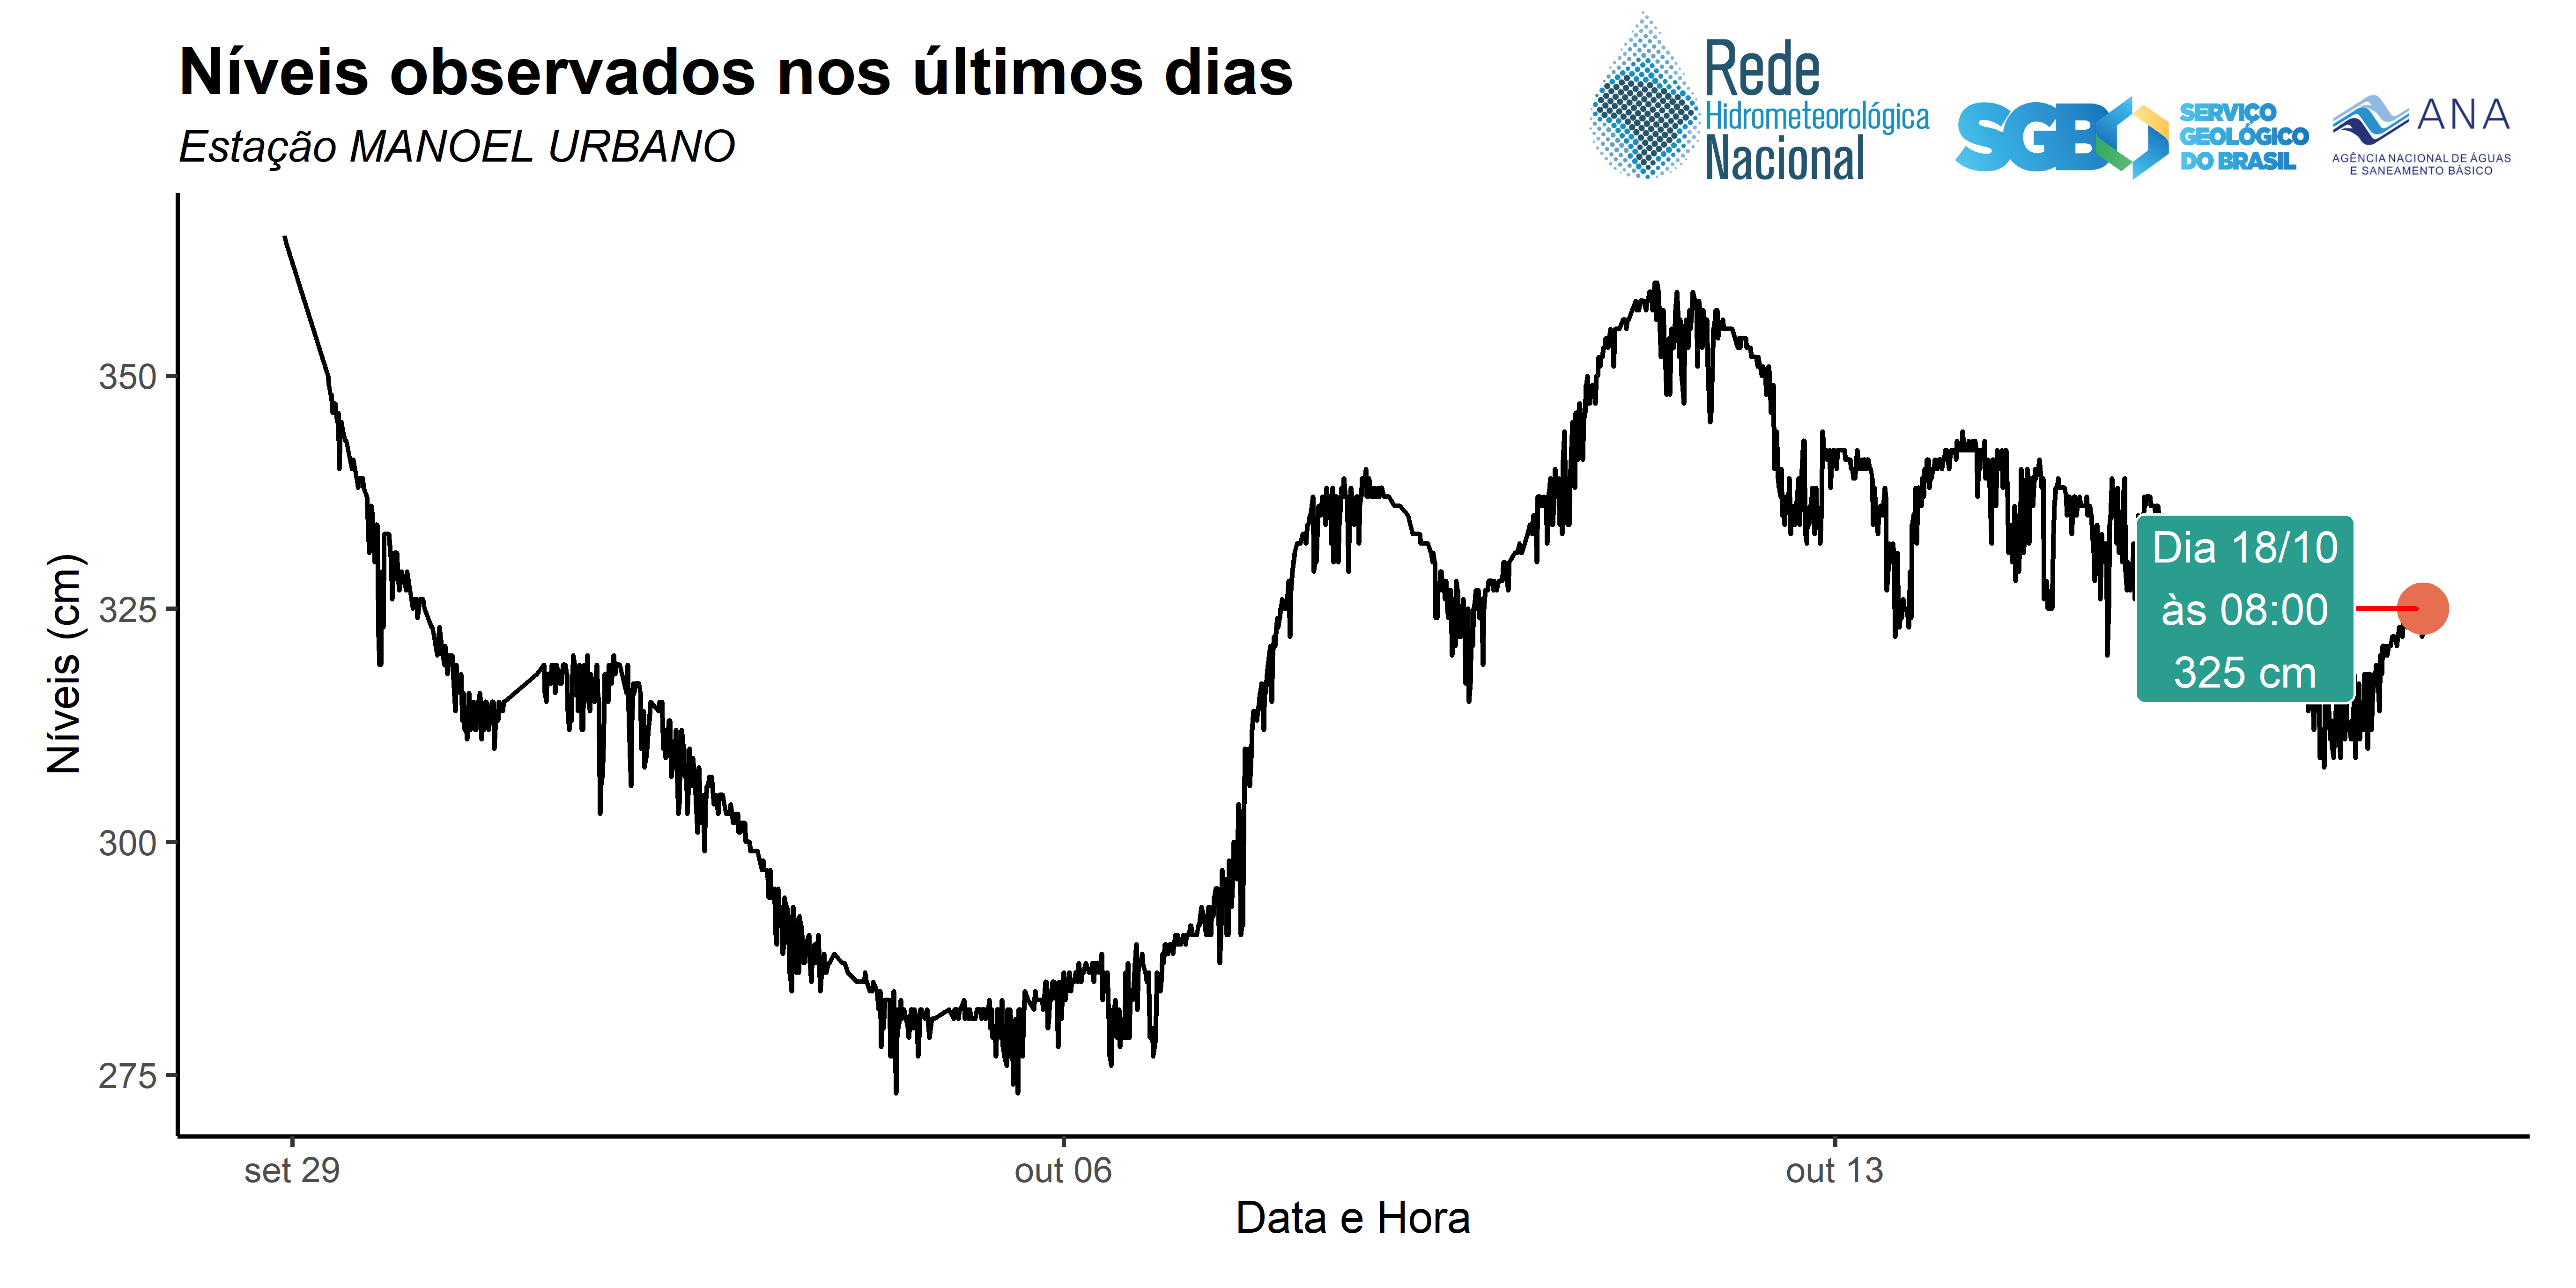 Níveis observados nos últimos dias
Estação MANOEL URBANO
Rede
Hidrometeorológica
Nacional
SGB
SERVIÇO
GEOLÓGICO
DO BRASIL
ANA
AGÊNCIA NACIONAL DE ÁGUAS
E SANEAMENTO BÁSICO
Níveis (cm)
350
325
300
275
Dia 18/10
às 08:00
325 cm
set 29
out 06
out 13
Data e Hora